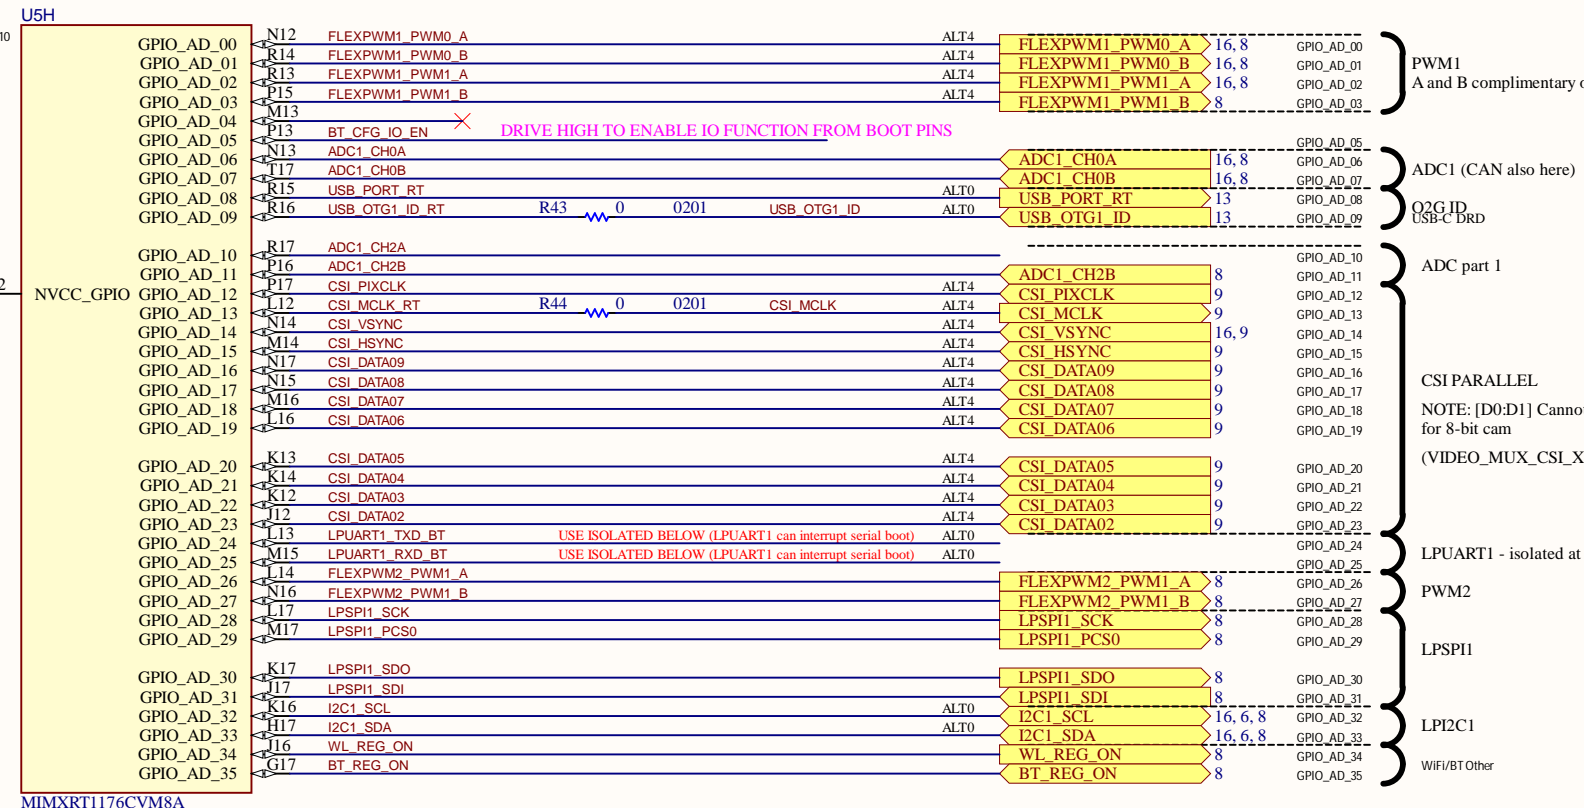 U5H
10
GPIO_AD_00 N12 FLEXPWM1_PWM0_A ALT4 FLEXPWM1_PWM0_A 16, 8 GPIO_AD_00
GPIO_AD_01 R14 FLEXPWM1_PWM0_B ALT4 FLEXPWM1_PWM0_B 16, 8 GPIO_AD_01 PWM1
GPIO_AD_02 R13 FLEXPWM1_PWM1_A ALT4 FLEXPWM1_PWM1_A 16, 8 GPIO_AD_02 A and B complimentary
GPIO_AD_03 P15 FLEXPWM1_PWM1_B ALT4 FLEXPWM1_PWM1_B 8 GPIO_AD_03
GPIO_AD_04 M13
GPIO_AD_05 P13 BT_CFG_IO_EN DRIVE HIGH TO ENABLE IO FUNCTION FROM BOOT PINS GPIO_AD_05
GPIO_AD_06 N13 ADC1_CH0A ADC1_CH0A 16, 8 GPIO_AD_06 ADC1 (CAN also here)
GPIO_AD_07 T17 ADC1_CH0B ADC1_CH0B 16, 8 GPIO_AD_07
GPIO_AD_08 R15 USB_PORT_RT ALT0 USB_PORT_RT 13 GPIO_AD_08 O2G ID
GPIO_AD_09 R16 USB_OTG1_ID_RT R43 0 0201 USB_OTG1_ID ALT0 USB_OTG1_ID 13 GPIO_AD_09 USB-C DRD
GPIO_AD_10 R17 ADC1_CH2A GPIO_AD_10
GPIO_AD_11 P16 ADC1_CH2B ADC1_CH2B 8 GPIO_AD_11 ADC part 1
2 NVCC_GPIO GPIO_AD_12 P17 CSI_PIXCLK ALT4 CSI_PIXCLK 9 GPIO_AD_12
GPIO_AD_13 L12 CSI_MCLK_RT R44 0 0201 CSI_MCLK ALT4 CSI_MCLK 9 GPIO_AD_13
GPIO_AD_14 N14 CSI_VSYNC ALT4 CSI_VSYNC 16, 9 GPIO_AD_14
GPIO_AD_15 M14 CSI_HSYNC ALT4 CSI_HSYNC 9 GPIO_AD_15
GPIO_AD_16 N17 CSI_DATA09 ALT4 CSI_DATA09 9 GPIO_AD_16
GPIO_AD_17 N15 CSI_DATA08 ALT4 CSI_DATA08 9 GPIO_AD_17 CSI PARALLEL
GPIO_AD_18 M16 CSI_DATA07 ALT4 CSI_DATA07 9 GPIO_AD_18 NOTE: [D0:D1] Canno
GPIO_AD_19 L16 CSI_DATA06 ALT4 CSI_DATA06 9 GPIO_AD_19 for 8-bit cam
(VIDEO_MUX_CSI_X
GPIO_AD_20 K13 CSI_DATA05 ALT4 CSI_DATA05 9 GPIO_AD_20
GPIO_AD_21 K14 CSI_DATA04 ALT4 CSI_DATA04 9 GPIO_AD_21
GPIO_AD_22 K12 CSI_DATA03 ALT4 CSI_DATA03 9 GPIO_AD_22
GPIO_AD_23 J12 CSI_DATA02 ALT4 CSI_DATA02 9 GPIO_AD_23
GPIO_AD_24 L13 LPUART1_TXD_BT USE ISOLATED BELOW (LPUART1 can interrupt serial boot) ALT0 GPIO_AD_24 LPUART1 - isolated at
GPIO_AD_25 M15 LPUART1_RXD_BT USE ISOLATED BELOW (LPUART1 can interrupt serial boot) ALT0 GPIO_AD_25
GPIO_AD_26 L14 FLEXPWM2_PWM1_A FLEXPWM2_PWM1_A 8 GPIO_AD_26 PWM2
GPIO_AD_27 N16 FLEXPWM2_PWM1_B FLEXPWM2_PWM1_B 8 GPIO_AD_27
GPIO_AD_28 L17 LPSPI1_SCK LPSPI1_SCK 8 GPIO_AD_28
GPIO_AD_29 M17 LPSPI1_PCS0 LPSPI1_PCS0 8 GPIO_AD_29 LPSPI1
GPIO_AD_30 K17 LPSPI1_SDO LPSPI1_SDO 8 GPIO_AD_30
GPIO_AD_31 J17 LPSPI1_SDI LPSPI1_SDI 8 GPIO_AD_31
GPIO_AD_32 K16 I2C1_SCL ALT0 I2C1_SCL 16, 6, 8 GPIO_AD_32 LPI2C1
GPIO_AD_33 H17 I2C1_SDA ALT0 I2C1_SDA 16, 6, 8 GPIO_AD_33
GPIO_AD_34 J16 WL_REG_ON WL_REG_ON 8 GPIO_AD_34 WiFi/BT Other
GPIO_AD_35 G17 BT_REG_ON BT_REG_ON 8 GPIO_AD_35
MIMXRT1176CVM8A